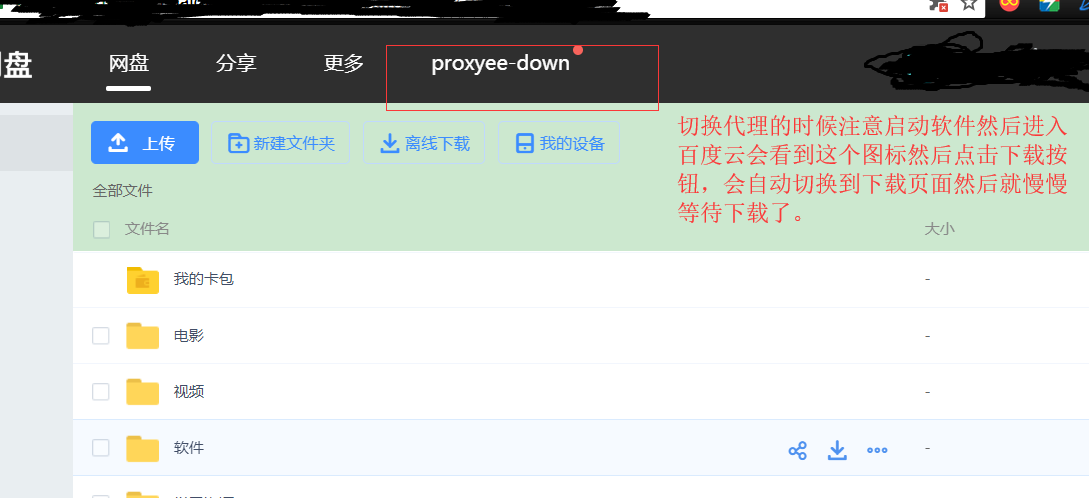 盘
网盘
分享
更多
proxyee-down
上传
新建文件夹
离线下载
我的设备
切换代理的时候注意启动软件然后进入
百度云会看到这个图标然后点击下载按
钮，会自动切换到下载页面然后就慢慢
等待下载了。
全部文件
文件名
大小
我的卡包
-
电影
-
视频
-
软件
-